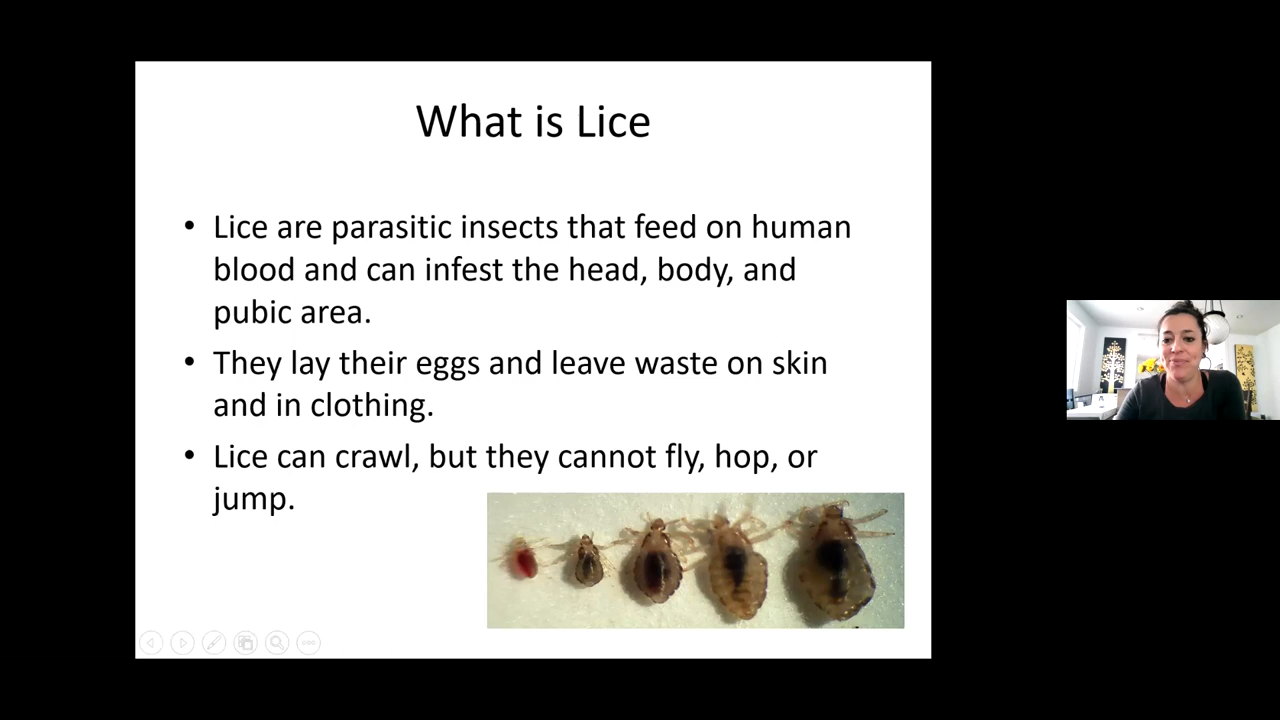 What is Lice
• Lice are parasitic insects that feed on human
blood and can infest the head, body, and
pubic area.
• They lay their eggs and leave waste on skin
and in clothing.
• Lice can crawl, but they cannot fly, hop, or
jump.